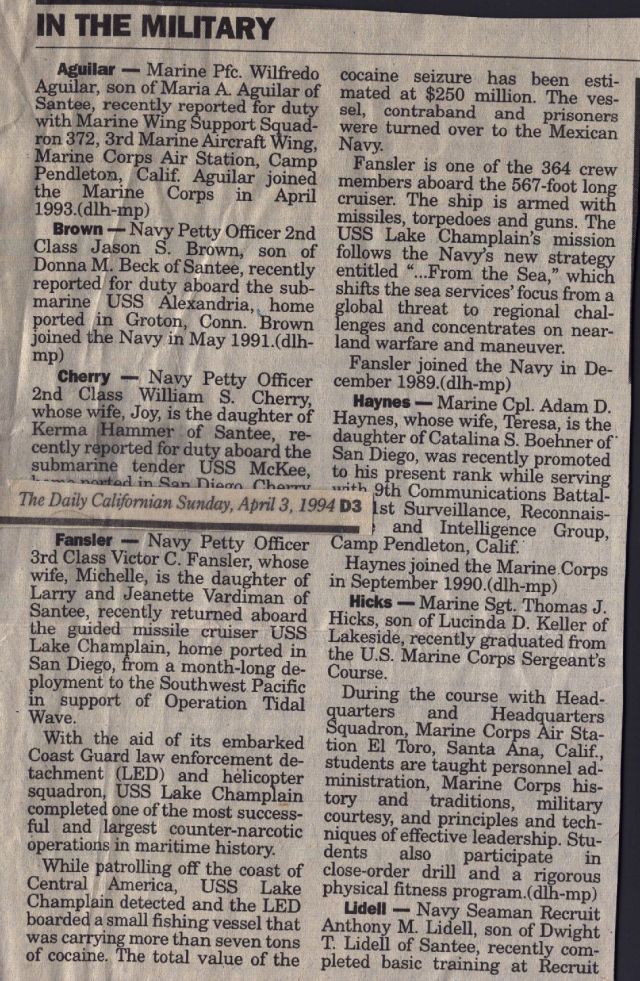 IN THE MILITARY
Aguilar — Marine Pfc. Wilfredo
Aguilar, son of Maria A. Aguilar of
Santee, recently reported for duty
with Marine Wing Support Squad-
ron 372, 3rd Marine Aircraft Wing,
Marine Corps Air Station, Camp
Pendleton, Calif. Aguilar joined
the Marine Corps in April
1993.(dlh-mp)
Brown — Navy Petty Officer 2nd
Class Jason S. Brown, son of
Donna M. Beck of Santee, recently
reported for duty aboard the sub-
marine USS Alexandria, home
ported in Groton, Conn. Brown
joined the Navy in May 1991.(dlh-
mp)
Cherry — Navy Petty Officer
2nd Class William S. Cherry,
whose wife, Joy, is the daughter of
Kerma Hammer of Santee, re-
cently reported for duty aboard the
submarine tender USS McKee,
home ported in San Diego. Cherry
The Daily Californian Sunday, April 3, 1994 D3
Fansler — Navy Petty Officer
3rd Class Victor C. Fansler, whose
wife, Michelle, is the daughter of
Larry and Jeanette Vardiman of
Santee, recently returned aboard
the guided missile cruiser USS
Lake Champlain, home ported in
San Diego, from a month-long de-
ployment to the Southwest Pacific
in support of Operation Tidal
Wave.
With the aid of its embarked
Coast Guard law enforcement de-
tachment (LED) and helicopter
squadron, USS Lake Champlain
completed one of the most success-
ful and largest counter-narcotic
operations in maritime history.
While patrolling off the coast of
Central America, USS Lake
Champlain detected and the LED
boarded a small fishing vessel that
was carrying more than seven tons
of cocaine. The total value of the
cocaine seizure has been esti-
mated at $250 million. The ves-
sel, contraband and prisoners
were turned over to the Mexican
Navy.
Fansler is one of the 364 crew
members aboard the 567-foot long
cruiser. The ship is armed with
missiles, torpedoes and guns. The
USS Lake Champlain's mission
follows the Navy's new strategy
entitled "...From the Sea," which
shifts the sea services' focus from a
global threat to regional chal-
lenges and concentrates on near-
land warfare and maneuver.
Fansler joined the Navy in De-
cember 1989.(dlh-mp)
Haynes — Marine Cpl. Adam D.
Haynes, whose wife, Teresa, is the
daughter of Catalina S. Boehner of
San Diego, was recently promoted
to his present rank while serving
with 9th Communications Battal-
1st Surveillance, Reconnais-
and Intelligence Group,
Camp Pendleton, Calif.
Haynes joined the Marine Corps
in September 1990.(dlh-mp)
Hicks — Marine Sgt. Thomas J.
Hicks, son of Lucinda D. Keller of
Lakeside, recently graduated from
the U.S. Marine Corps Sergeant's
Course.
During the course with Head-
quarters and Headquarters
Squadron, Marine Corps Air Sta-
tion El Toro, Santa Ana, Calif.,
students are taught personnel ad-
ministration, Marine Corps his-
tory and traditions, military
courtesy, and principles and tech-
niques of effective leadership. Stu-
dents also participate in
close-order drill and a rigorous
physical fitness program.(dlh-mp)
Lidell — Navy Seaman Recruit
Anthony M. Lidell, son of Dwight
T. Lidell of Santee, recently com-
pleted basic training at Recruit